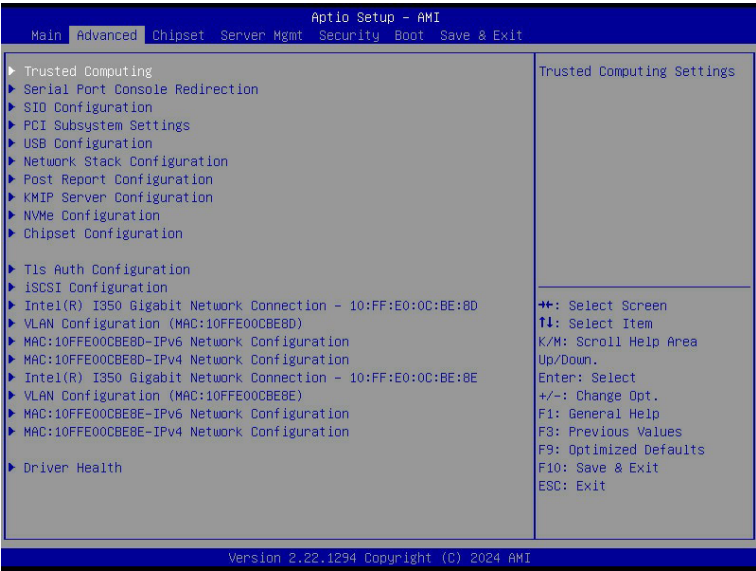 Aptio Setup - AMI
Main Advanced Chipset Server Mgmt Security Boot Save & Exit
Trusted Computing
Serial Port Console Redirection
SIO Configuration
PCI Subsystem Settings
USB Configuration
Network Stack Configuration
Post Report Configuration
KMIP Server Configuration
NVMe Configuration
Chipset Configuration
Tls Auth Configuration
iSCSI Configuration
Intel(R) I350 Gigabit Network Connection - 10:FF:E0:0C:BE:8D
VLAN Configuration (MAC:10FFE00CBE8D)
MAC:10FFE00CBE8D-IPv6 Network Configuration
MAC:10FFE00CBE8D-IPv4 Network Configuration
Intel(R) I350 Gigabit Network Connection - 10:FF:E0:0C:BE:8E
VLAN Configuration (MAC:10FFE00CBE8E)
MAC:10FFE00CBE8E-IPv6 Network Configuration
MAC:10FFE00CBE8E-IPv4 Network Configuration
Driver Health
Trusted Computing Settings
→←: Select Screen
↑↓: Select Item
K/M: Scroll Help Area
Up/Down.
Enter: Select
+/-: Change Opt.
F1: General Help
F3: Previous Values
F9: Optimized Defaults
F10: Save & Exit
ESC: Exit
Version 2.22.1294 Copyright (C) 2024 AMI